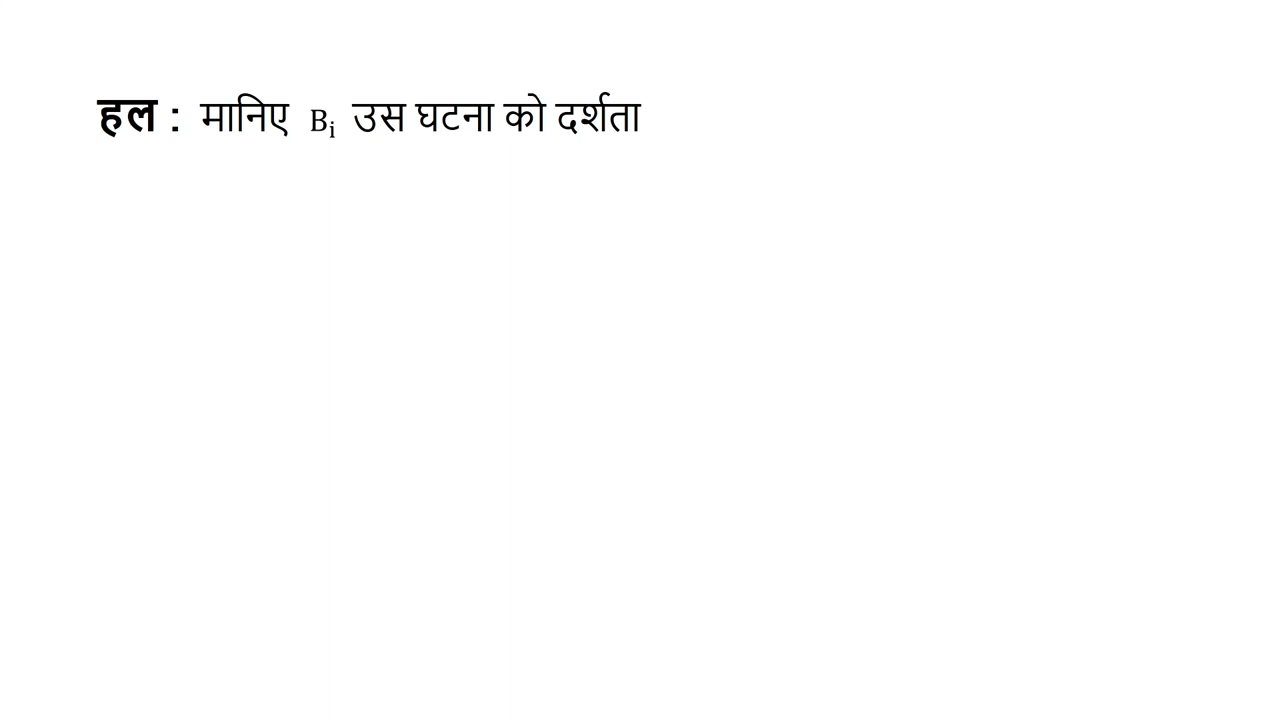 हल : मानिए Bᵢ उस घटना को दर्शता